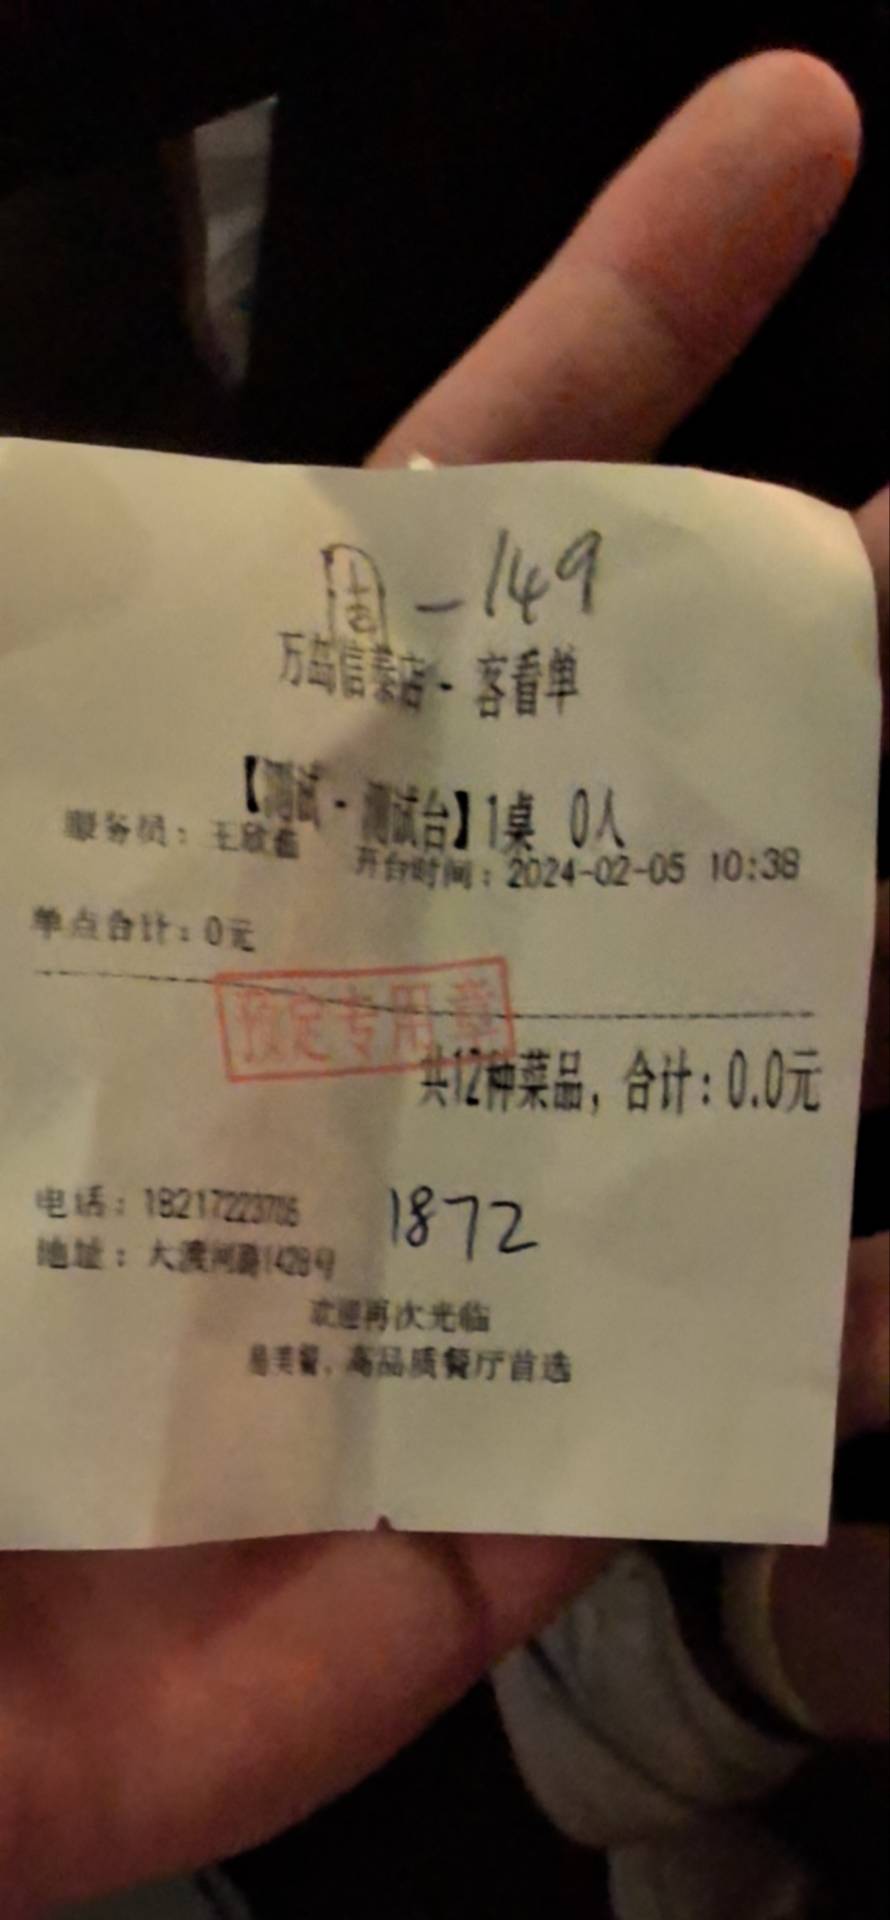 周-149
万岛信泰店 - 客看单
【测试 - 测试台】1桌 0人
服务员：王欣 开台时间：2024-02-05 10:38
单点合计：0元
预定专用章
共12种菜品，合计：0.0元
电话： 1872
地址：大渡河路1428号
欢迎再次光临
易美餐，高品质餐厅首选